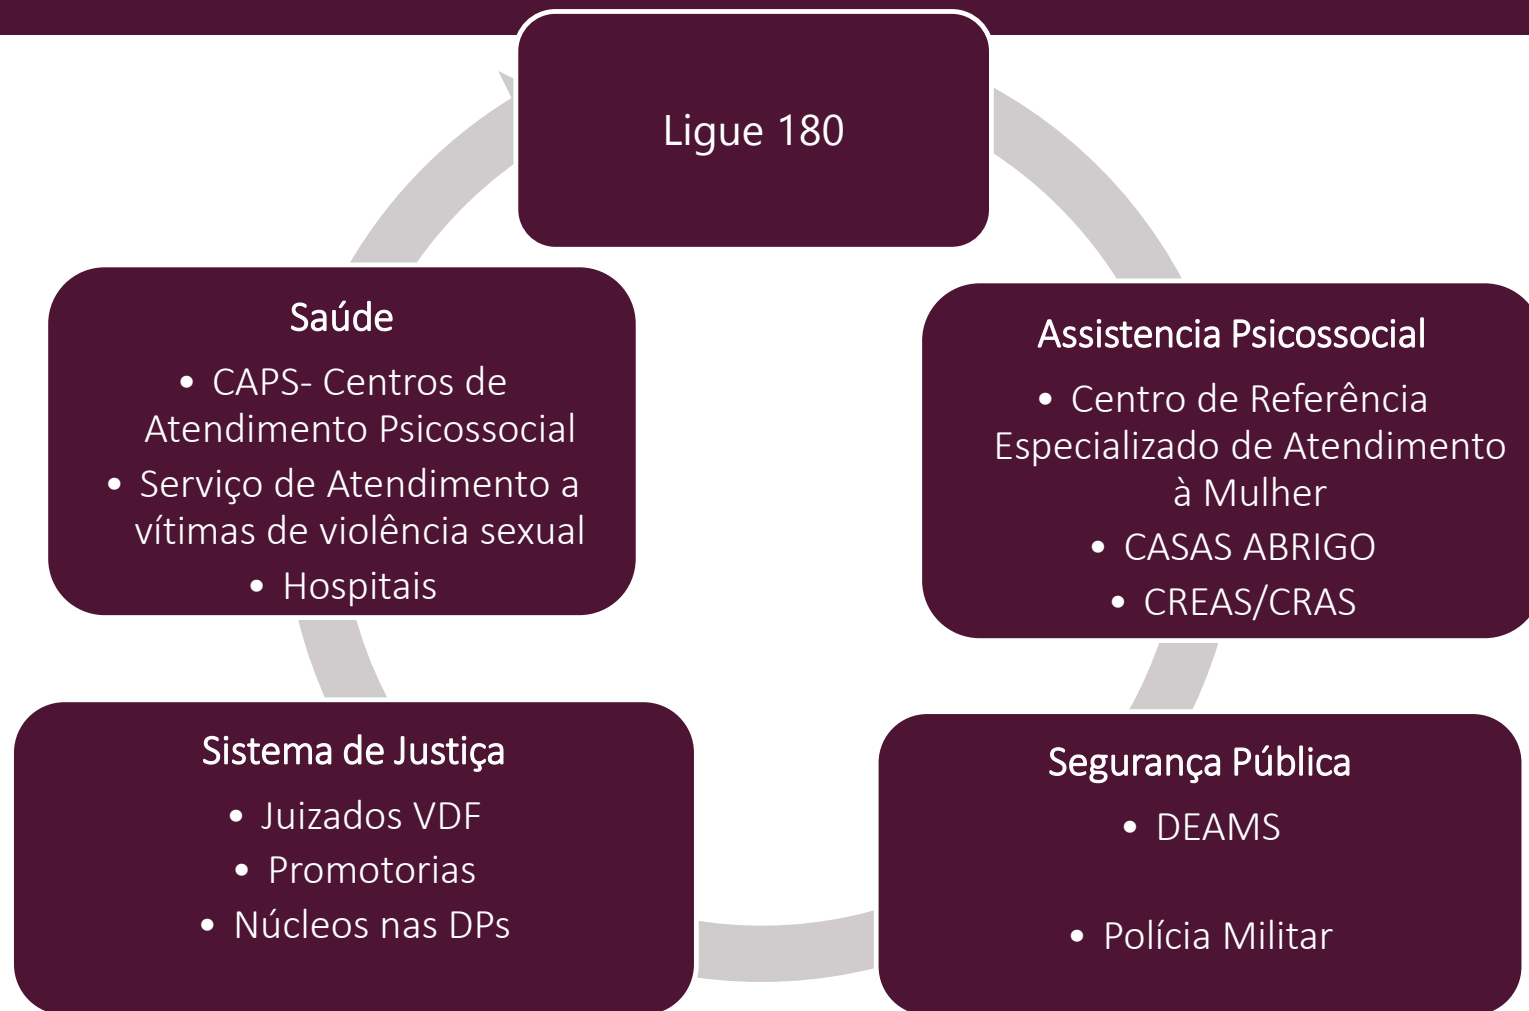 Ligue 180
Saúde
• CAPS- Centros de
Atendimento Psicossocial
• Serviço de Atendimento a
vítimas de violência sexual
• Hospitais
Assistencia Psicossocial
• Centro de Referência
Especializado de Atendimento
à Mulher
• CASAS ABRIGO
• CREAS/CRAS
Sistema de Justiça
• Juizados VDF
• Promotorias
• Núcleos nas DPs
Segurança Pública
• DEAMS
• Polícia Militar